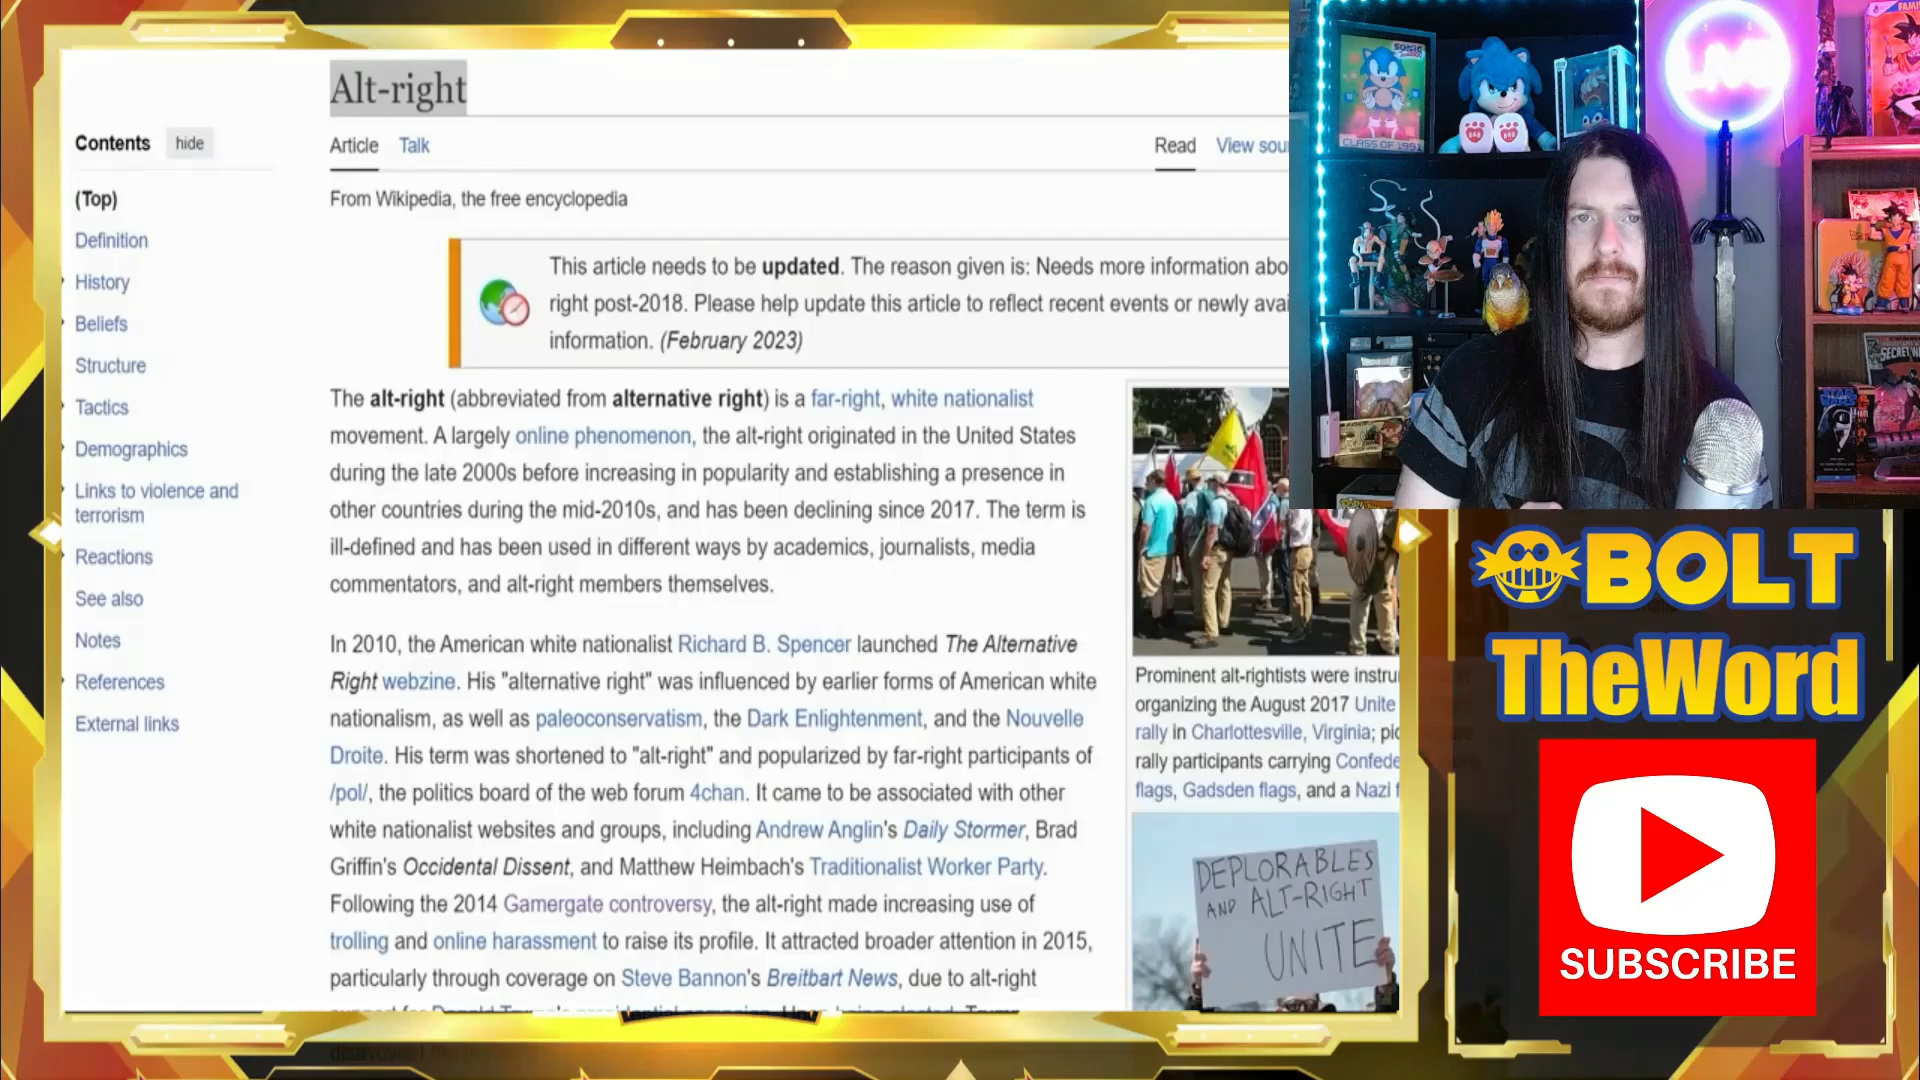 Alt-right
Contents hide
Article Talk
Read View sou
(Top)
From Wikipedia, the free encyclopedia
Definition
History
Beliefs
Structure
Tactics
Demographics
Links to violence and
terrorism
Reactions
See also
Notes
References
External links
This article needs to be updated. The reason given is: Needs more information abo
right post-2018. Please help update this article to reflect recent events or newly avai
information. (February 2023)
The alt-right (abbreviated from alternative right) is a far-right, white nationalist
movement. A largely online phenomenon, the alt-right originated in the United States
during the late 2000s before increasing in popularity and establishing a presence in
other countries during the mid-2010s, and has been declining since 2017. The term is
ill-defined and has been used in different ways by academics, journalists, media
commentators, and alt-right members themselves.
In 2010, the American white nationalist Richard B. Spencer launched The Alternative
Right webzine. His "alternative right" was influenced by earlier forms of American white
nationalism, as well as paleoconservatism, the Dark Enlightenment, and the Nouvelle
Droite. His term was shortened to "alt-right" and popularized by far-right participants of
/pol/, the politics board of the web forum 4chan. It came to be associated with other
white nationalist websites and groups, including Andrew Anglin's Daily Stormer, Brad
Griffin's Occidental Dissent, and Matthew Heimbach's Traditionalist Worker Party.
Following the 2014 Gamergate controversy, the alt-right made increasing use of
trolling and online harassment to raise its profile. It attracted broader attention in 2015,
particularly through coverage on Steve Bannon's Breitbart News, due to alt-right
Prominent alt-rightists were instru
organizing the August 2017 Unite
rally in Charlottesville, Virginia; pic
rally participants carrying Confede
flags, Gadsden flags, and a Nazi f
DEPLORABLES
AND ALT-RIGHT
UNITE
SONIC
CLASS OF 1991
SECRET W
BOLT
TheWord
SUBSCRIBE